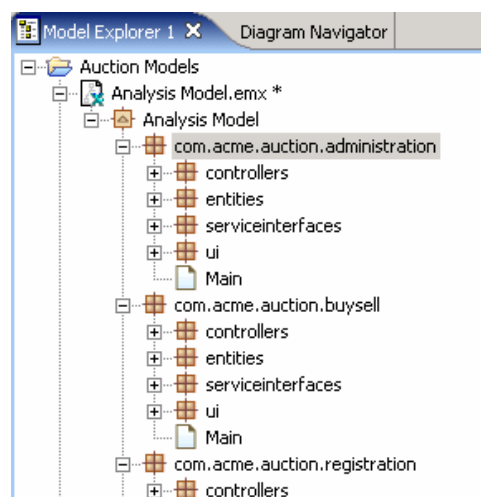 Model Explorer 1 Diagram Navigator
Auction Models
Analysis Model.emx *
Analysis Model
com.acme.auction.administration
controllers
entities
serviceinterfaces
ui
Main
com.acme.auction.buysell
controllers
entities
serviceinterfaces
ui
Main
com.acme.auction.registration
controllers